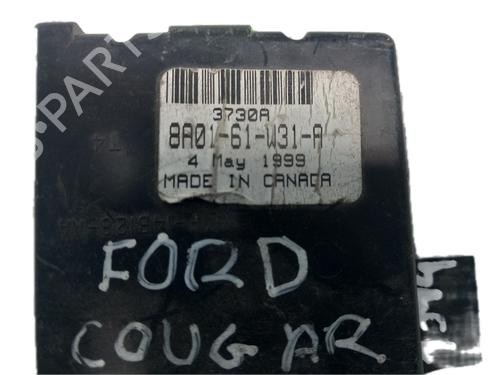 3730A
8A01-61-W31-A
4 May 1999
MADE IN CANADA
FORD
COUGAR